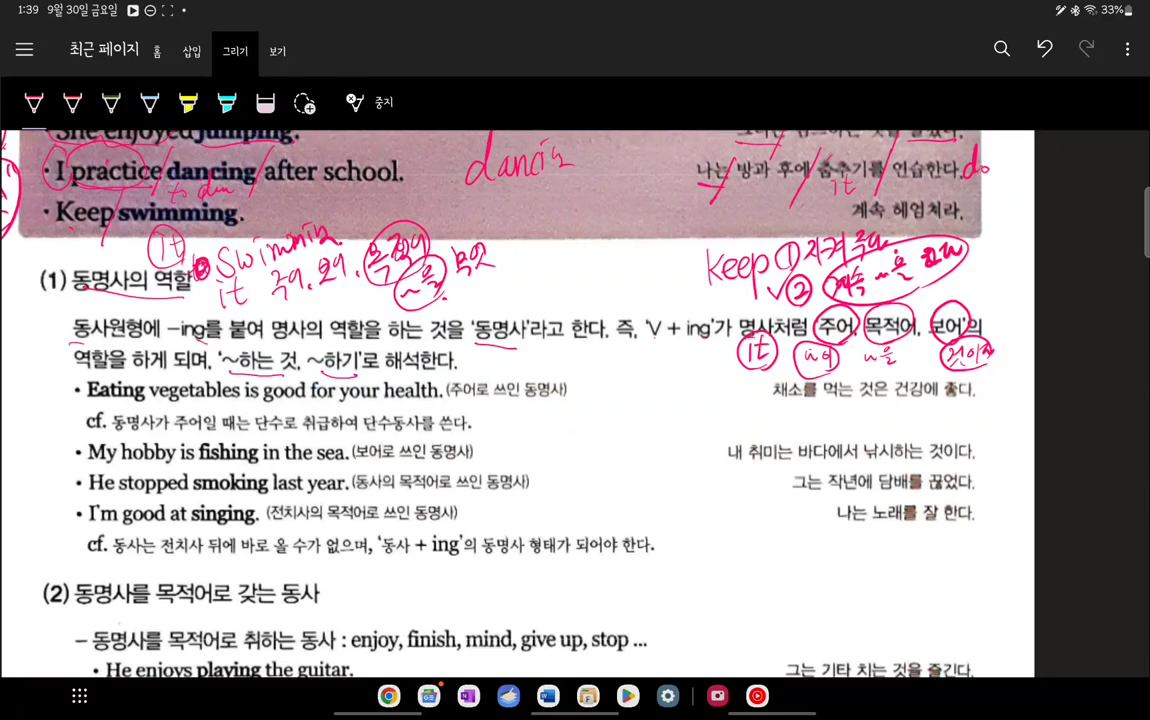 1:39 9월 30일 금요일 33%
최근 페이지 홈 삽입 그리기 보기
중지
She enjoyed jumping.
· I practice dancing after school. 나는 방과 후에 춤추기를 연습한다.
dancing
it
do
· Keep swimming. 계속 헤엄쳐라.
it
Swimming
it 주어, 보어, 목적어
~을
무엇
Keep ①
② 계속 ~을
(1) 동명사의 역할
동사원형에 –ing를 붙여 명사의 역할을 하는 것을 ‘동명사’라고 한다. 즉, ‘V + ing’가 명사처럼 주어, 목적어, 보어의
it
역할을 하게 되며, ‘~하는 것, ~하기’로 해석한다.
• Eating vegetables is good for your health. (주어로 쓰인 동명사) 채소를 먹는 것은 건강에 좋다.
cf. 동명사가 주어일 때는 단수로 취급하여 단수동사를 쓴다.
• My hobby is fishing in the sea. (보어로 쓰인 동명사) 내 취미는 바다에서 낚시하는 것이다.
• He stopped smoking last year. (동사의 목적어로 쓰인 동명사) 그는 작년에 담배를 끊었다.
• I'm good at singing. (전치사의 목적어로 쓰인 동명사) 나는 노래를 잘 한다.
cf. 동사는 전치사 뒤에 바로 올 수가 없으며, ‘동사 + ing’의 동명사 형태가 되어야 한다.
(2) 동명사를 목적어로 갖는 동사
– 동명사를 목적어로 취하는 동사 : enjoy, finish, mind, give up, stop ...
• He enjoys playing the guitar. 그는 기타 치는 것을 즐긴다.